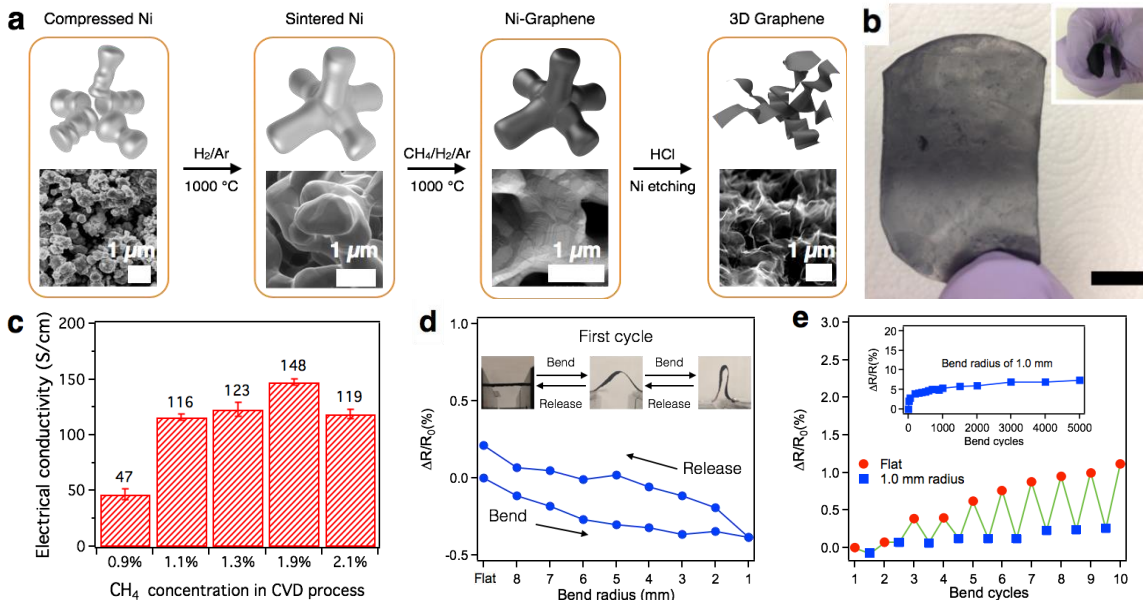 a
Compressed Ni
Sintered Ni
Ni-Graphene
3D Graphene
H2/Ar
1000 °C
CH4/H2/Ar
1000 °C
HCl
Ni etching
1 µm
1 µm
1 µm
1 µm
b
c
Electrical conductivity (S/cm)
200
150
100
50
0
47
116
123
148
119
0.9%
1.1%
1.3%
1.9%
2.1%
CH4 concentration in CVD process
d
ΔR/R0(%)
1.0
0.5
0.0
-0.5
First cycle
Bend
Release
Bend
Release
Release
Bend
Flat 8 7 6 5 4 3 2 1
Bend radius (mm)
e
ΔR/R0(%)
3.0
2.5
2.0
1.5
1.0
0.5
0.0
ΔR/R(%)
20
15
10
5
0
Bend radius of 1.0 mm
0 1000 2000 3000 4000 5000
Bend cycles
Flat
1.0 mm radius
1 2 3 4 5 6 7 8 9 10
Bend cycles